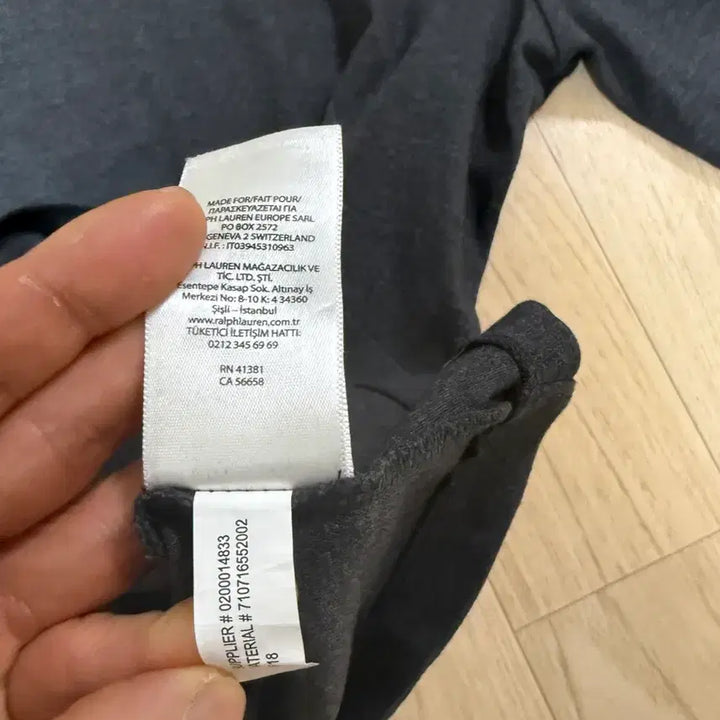 MADE FOR/FAIT POUR/
ΠΑΡΑΣΚΕΥΑΖΕΤΑΙ ΓΙΑ
PH LAUREN EUROPE SARL
PO BOX 2572
GENEVA 2 SWITZERLAND
N.I.F. : IT03945310963
PH LAUREN MAĞAZACILIK VE
TİC. LTD. ŞTİ.
Esentepe Kasap Sok. Altınay İş
Merkezi No: 8-10 K: 4 34360
Şişli – İstanbul
www.ralphlauren.com.tr
TÜKETİCİ İLETİŞİM HATTI:
0212 345 69 69
RN 41381
CA 56658
UPPLIER # 0200014833
ATERIAL # 710716552002
18